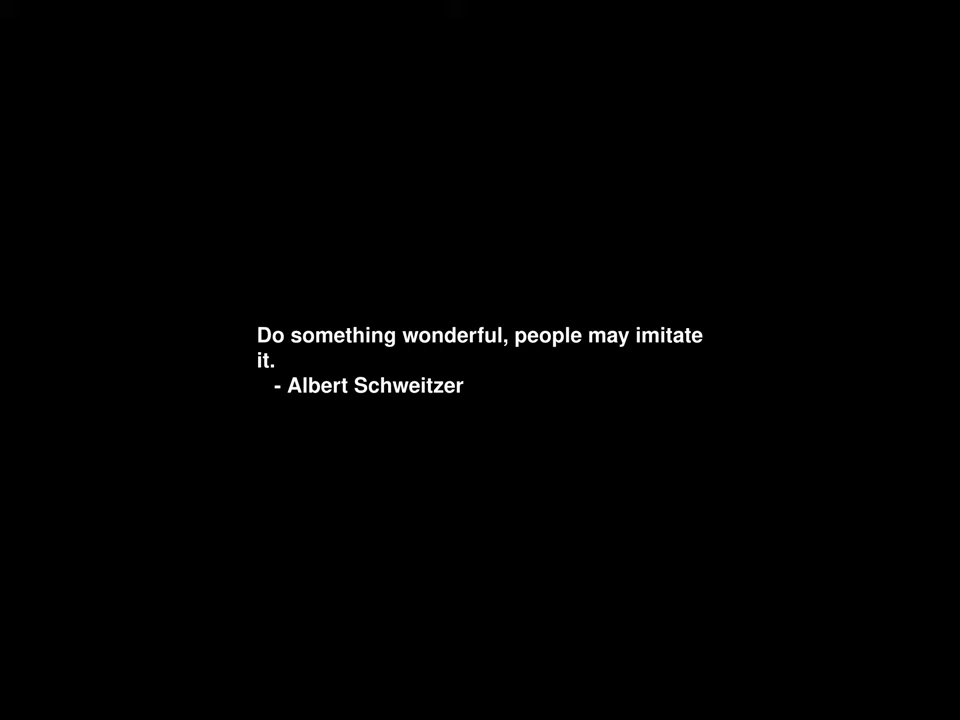 Do something wonderful, people may imitate
it.
- Albert Schweitzer